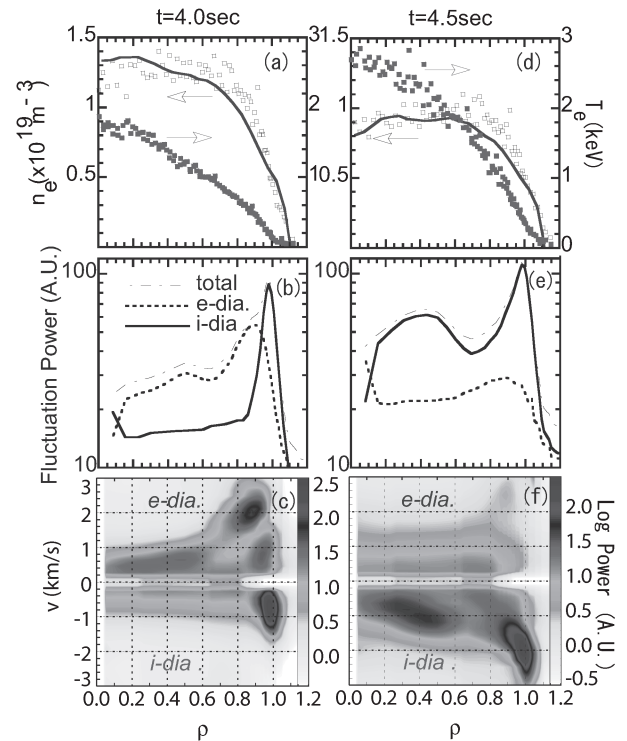 t=4.0sec t=4.5sec
1.5 (a) 31.5 (d) 3
1 2 1 2
0.5 10.5 1
0 0
n_e(x10^19 m-3) T_e(keV)
100 (b) 100 (e)
total
e-dia.
i-dia
10 10
Fluctuation Power (A.U.)
3 e-dia. (c) 2.5 e-dia. (f)
2 2.0 2.0
1 1.5 1.5
0 1.0 1.0
-1 0.5 0.5
-2 0.0 0.0
-3 i-dia . i-dia . -0.5
v (km/s) Log Power (A.U.)
0.0 0.2 0.4 0.6 0.8 1.0 1.2 0.0 0.2 0.4 0.6 0.8 1.0 1.2
ρ ρ